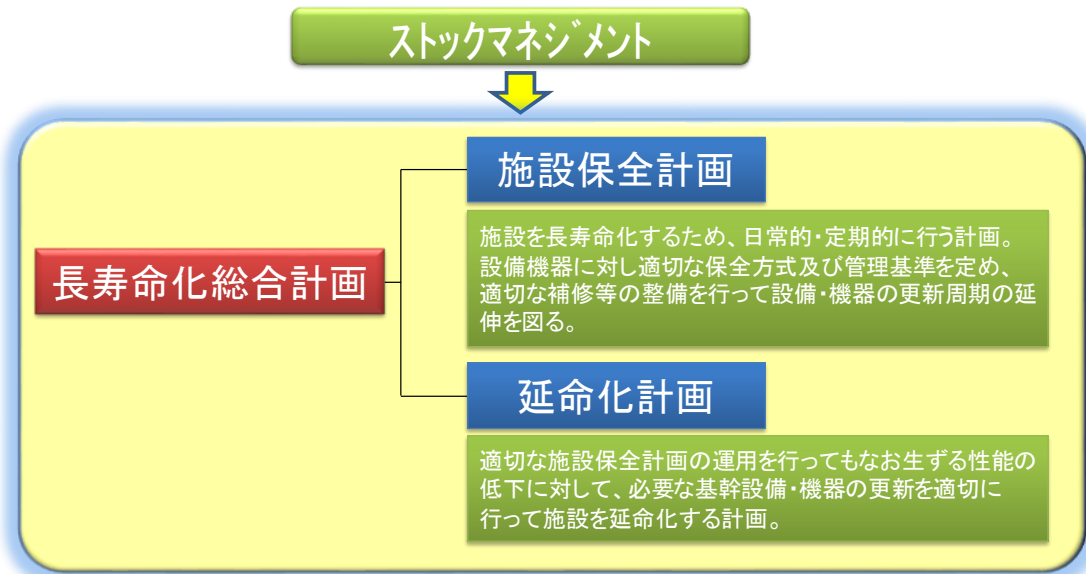 ストックマネジメント
施設保全計画
施設を長寿命化するため、日常的・定期的に行う計画。
設備機器に対し適切な保全方式及び管理基準を定め、
適切な補修等の整備を行って設備・機器の更新周期の延
伸を図る。
長寿命化総合計画
延命化計画
適切な施設保全計画の運用を行ってもなお生ずる性能の
低下に対して、必要な基幹設備・機器の更新を適切に
行って施設を延命化する計画。